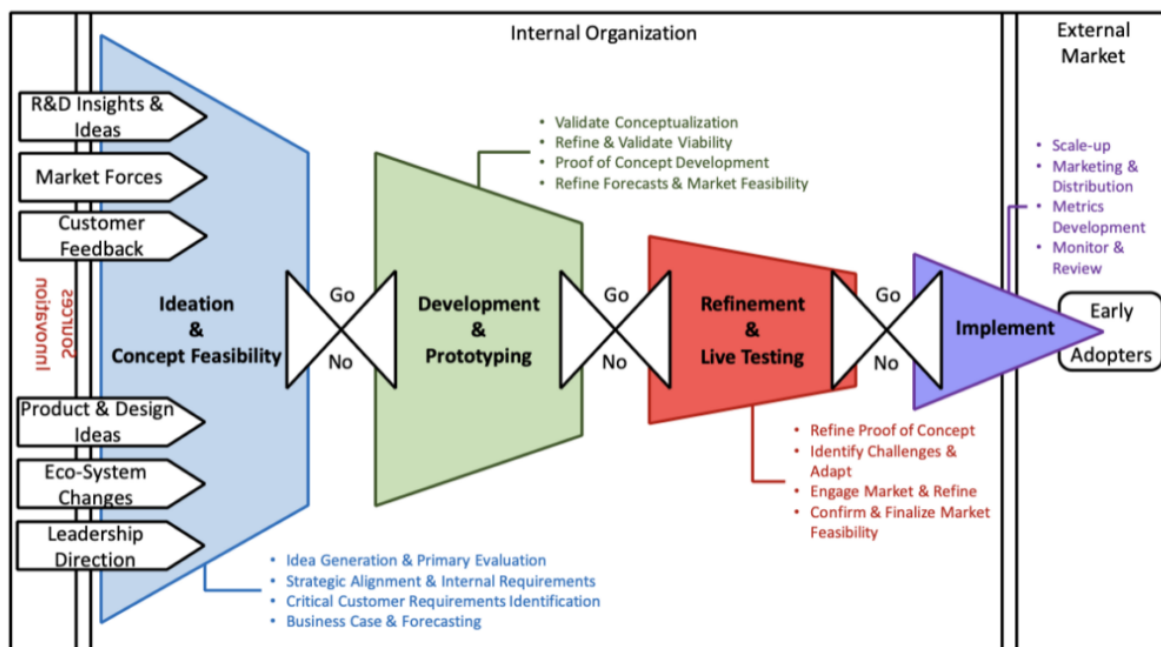 Internal Organization
External
Market
R&D Insights &
Ideas
Market Forces
Customer
Feedback
Innovation
Sources
Product & Design
Ideas
Eco-System
Changes
Leadership
Direction
Ideation
&
Concept Feasibility
• Idea Generation & Primary Evaluation
• Strategic Alignment & Internal Requirements
• Critical Customer Requirements Identification
• Business Case & Forecasting
Go
No
• Validate Conceptualization
• Refine & Validate Viability
• Proof of Concept Development
• Refine Forecasts & Market Feasibility
Development
&
Prototyping
Go
No
Refinement
&
Live Testing
• Refine Proof of Concept
• Identify Challenges &
Adapt
• Engage Market & Refine
• Confirm & Finalize Market
Feasibility
Go
No
Implement
• Scale-up
• Marketing &
Distribution
• Metrics
Development
• Monitor &
Review
Early
Adopters